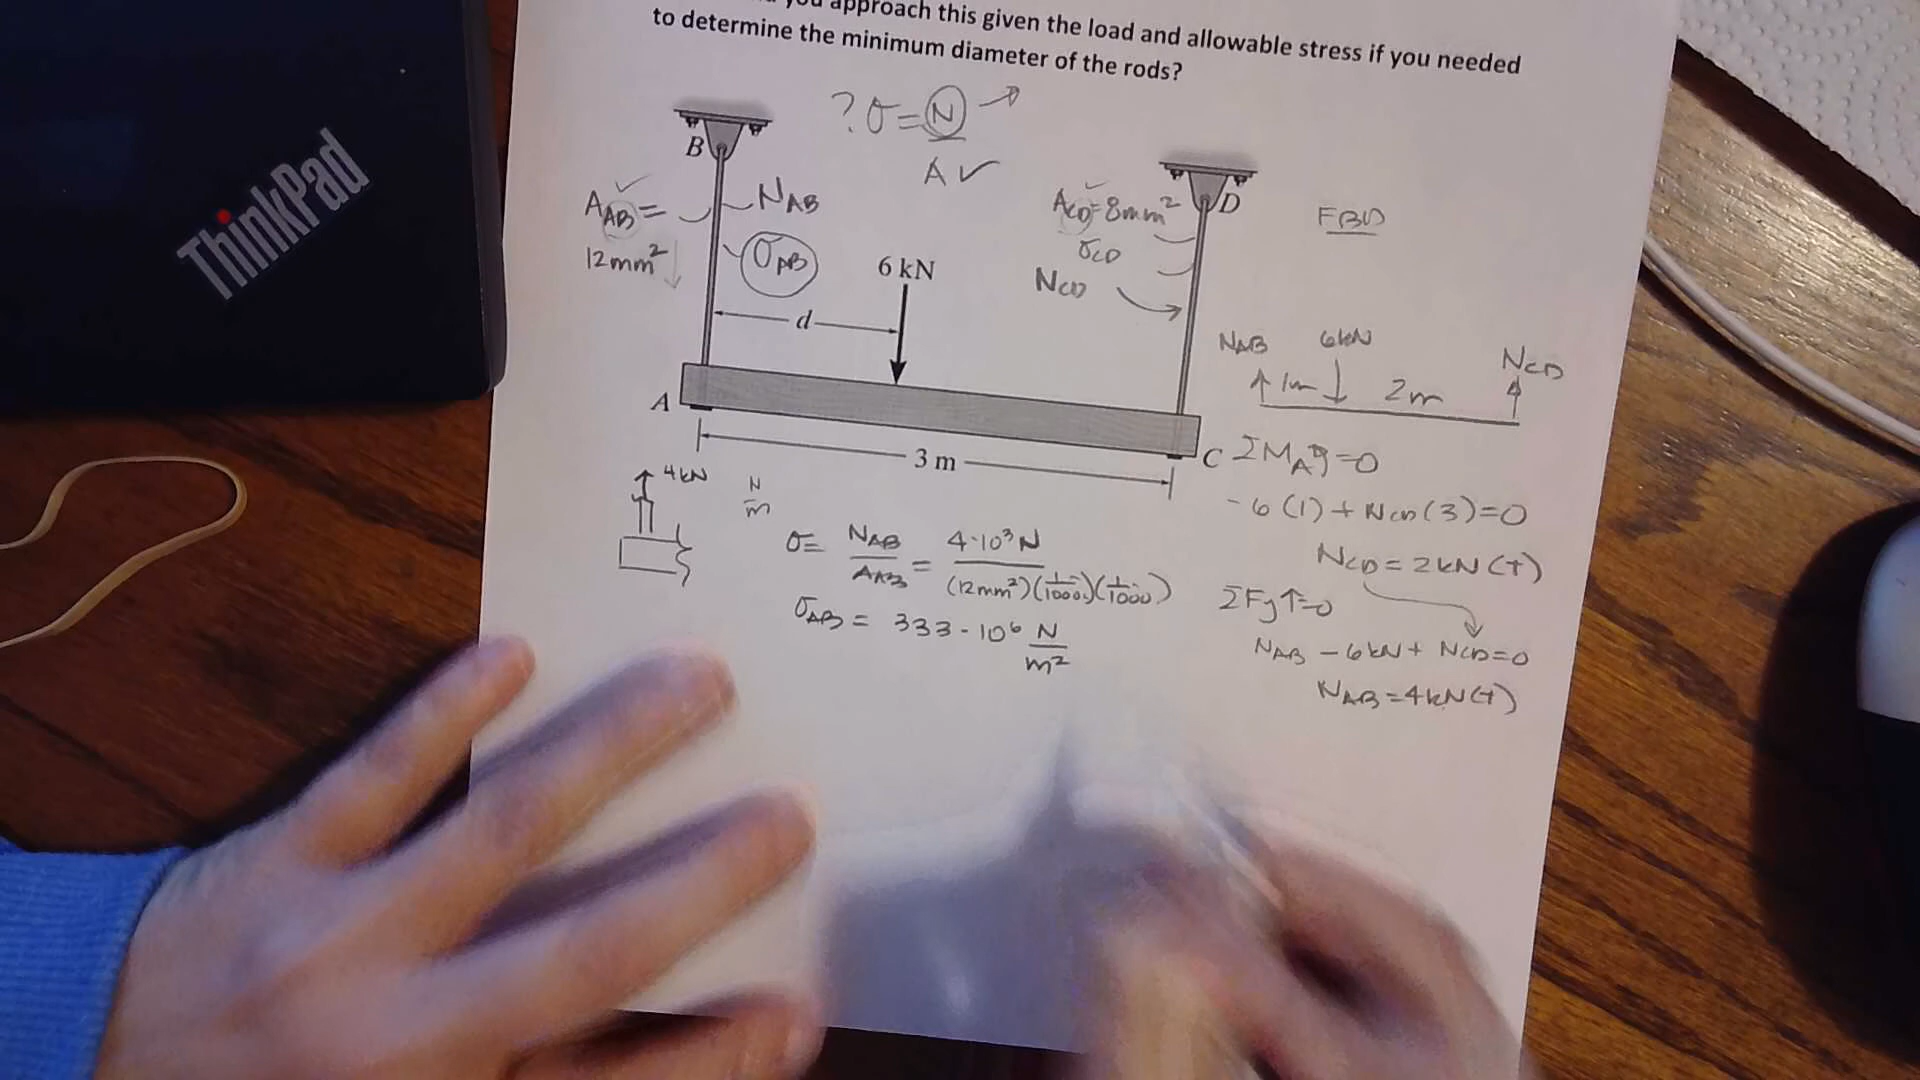 you approach this given the load and allowable stress if you needed
to determine the minimum diameter of the rods?
ThinkPad
? σ = N
A ✓
B
N_AB
A_AB =
12mm²
σ_AB
6 kN
d
A_CD = 8mm²
D
σ_CD
N_CD
FBD
N_AB 6kN N_CD
1m 2m
A
3 m
C
ΣM_A = 0
-6(1) + N_CD(3) = 0
N_CD = 2kN (T)
ΣFy↑ = 0
N_AB - 6kN + N_CD = 0
N_AB = 4kN (T)
4kN
N
m
σ = N_AB / A_AB = 4·10³ N / (12mm²)(1/1000)(1/1000)
σ_AB = 333·10⁶ N/m²